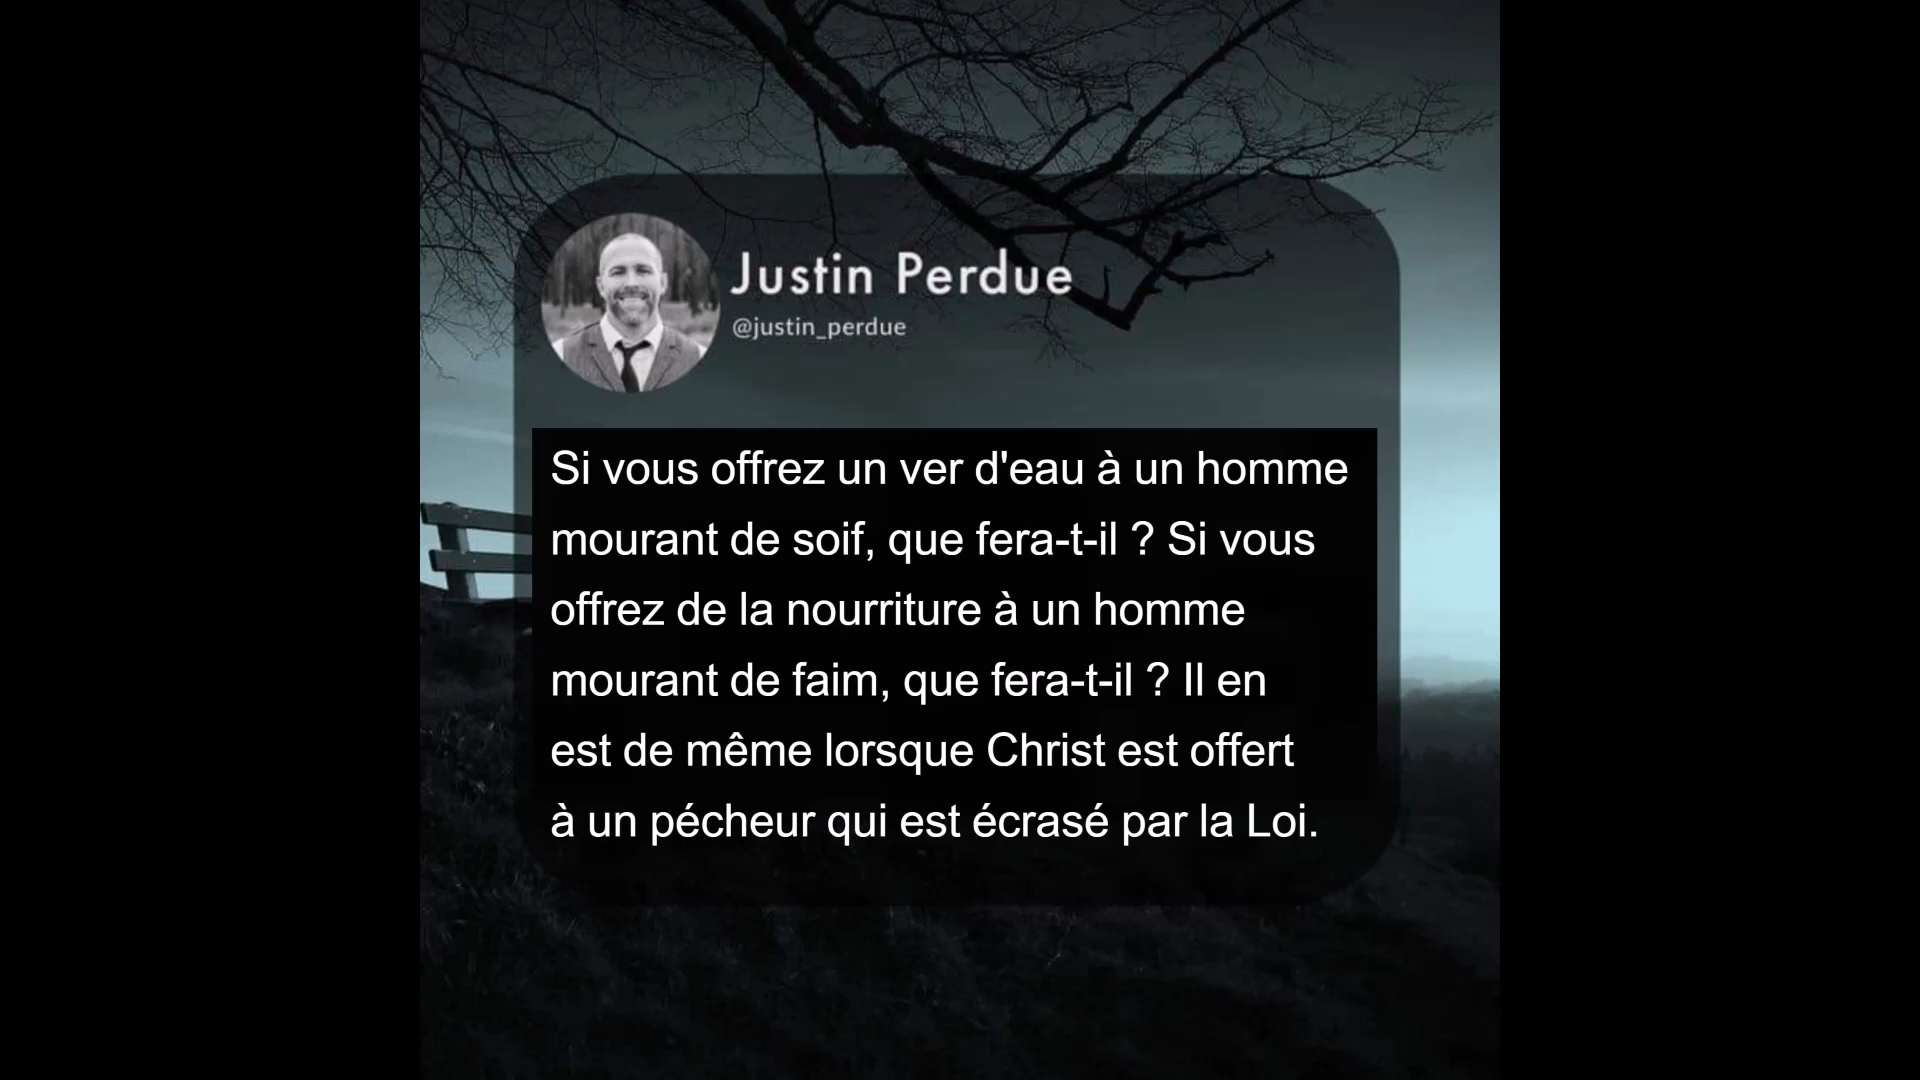 Justin Perdue
@justin_perdue
Si vous offrez un ver d'eau à un homme
mourant de soif, que fera-t-il ? Si vous
offrez de la nourriture à un homme
mourant de faim, que fera-t-il ? Il en
est de même lorsque Christ est offert
à un pécheur qui est écrasé par la Loi.